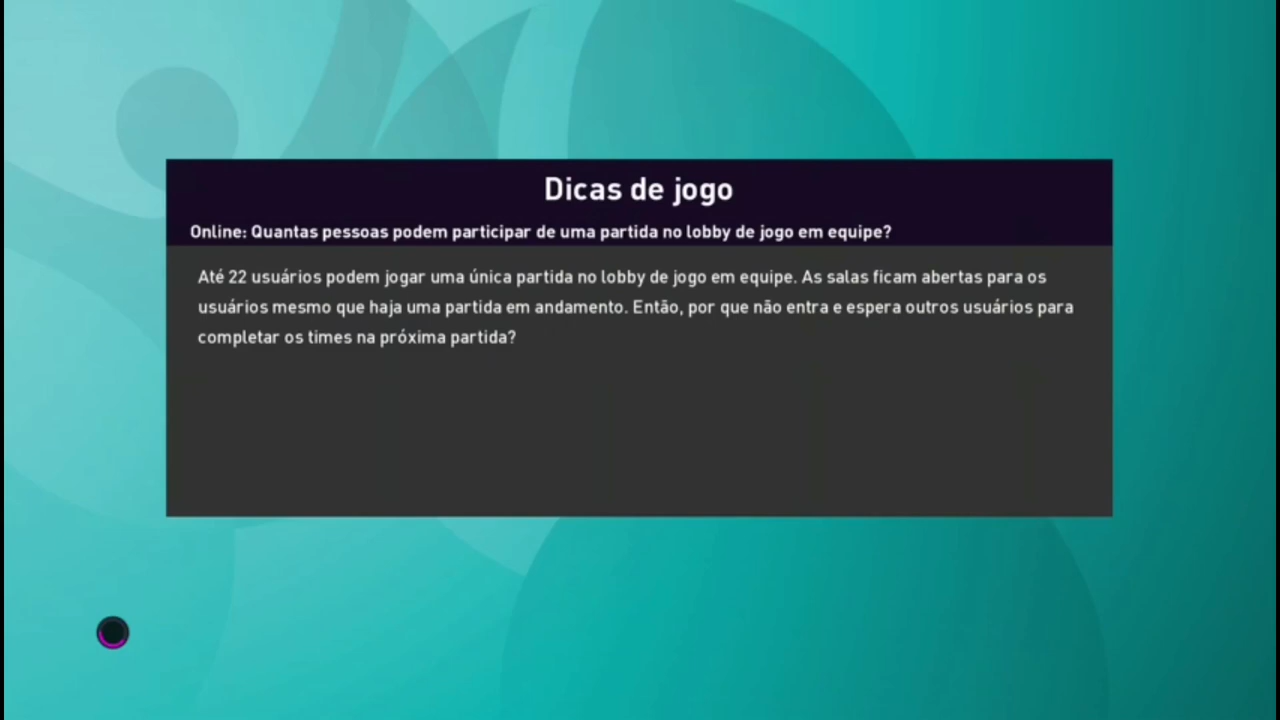 Dicas de jogo
Online: Quantas pessoas podem participar de uma partida no lobby de jogo em equipe?
Até 22 usuários podem jogar uma única partida no lobby de jogo em equipe. As salas ficam abertas para os
usuários mesmo que haja uma partida em andamento. Então, por que não entra e espera outros usuários para
completar os times na próxima partida?